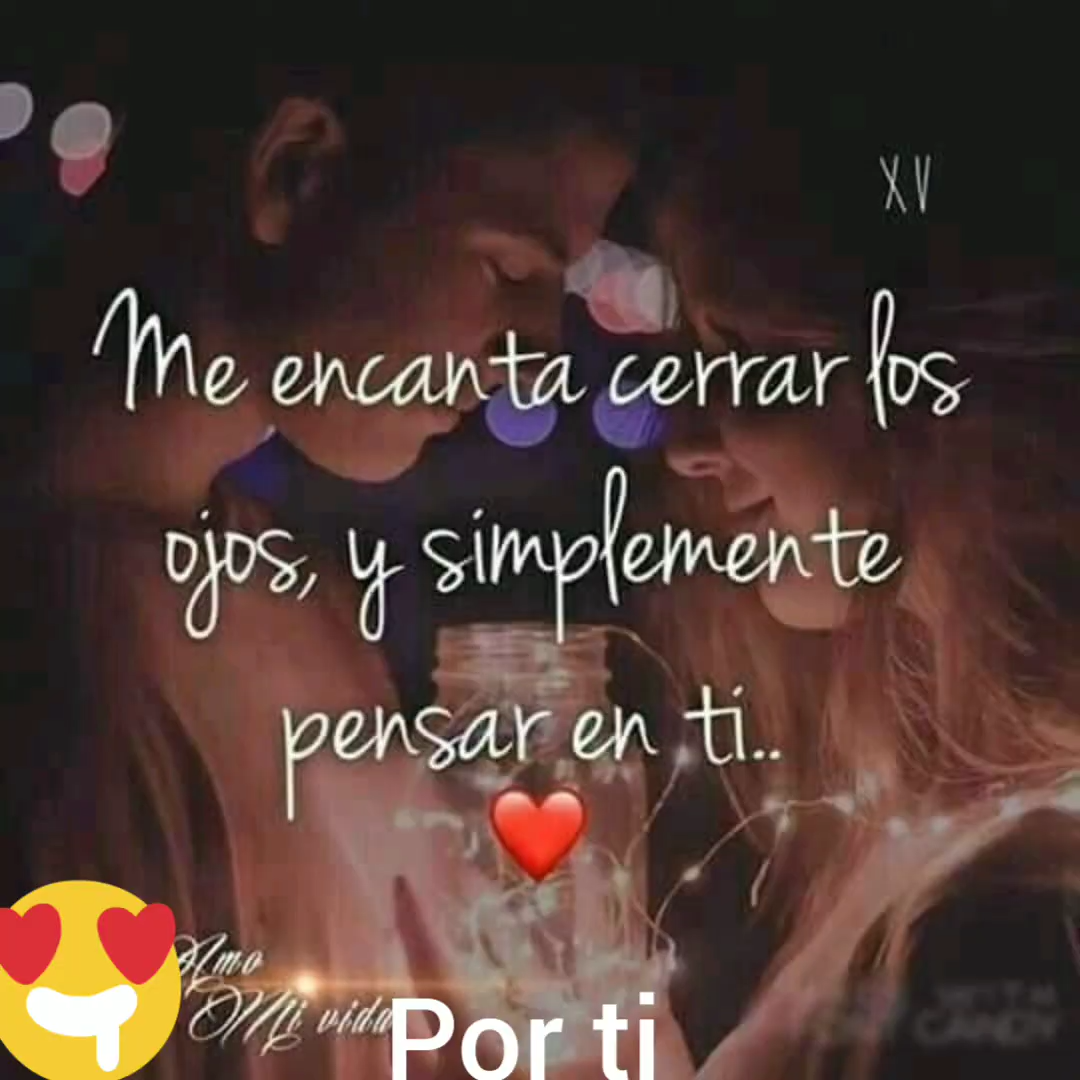 XV
Me encanta cerrar los
ojos, y simplemente
pensar en ti..
Amo
Mi vida
Por ti